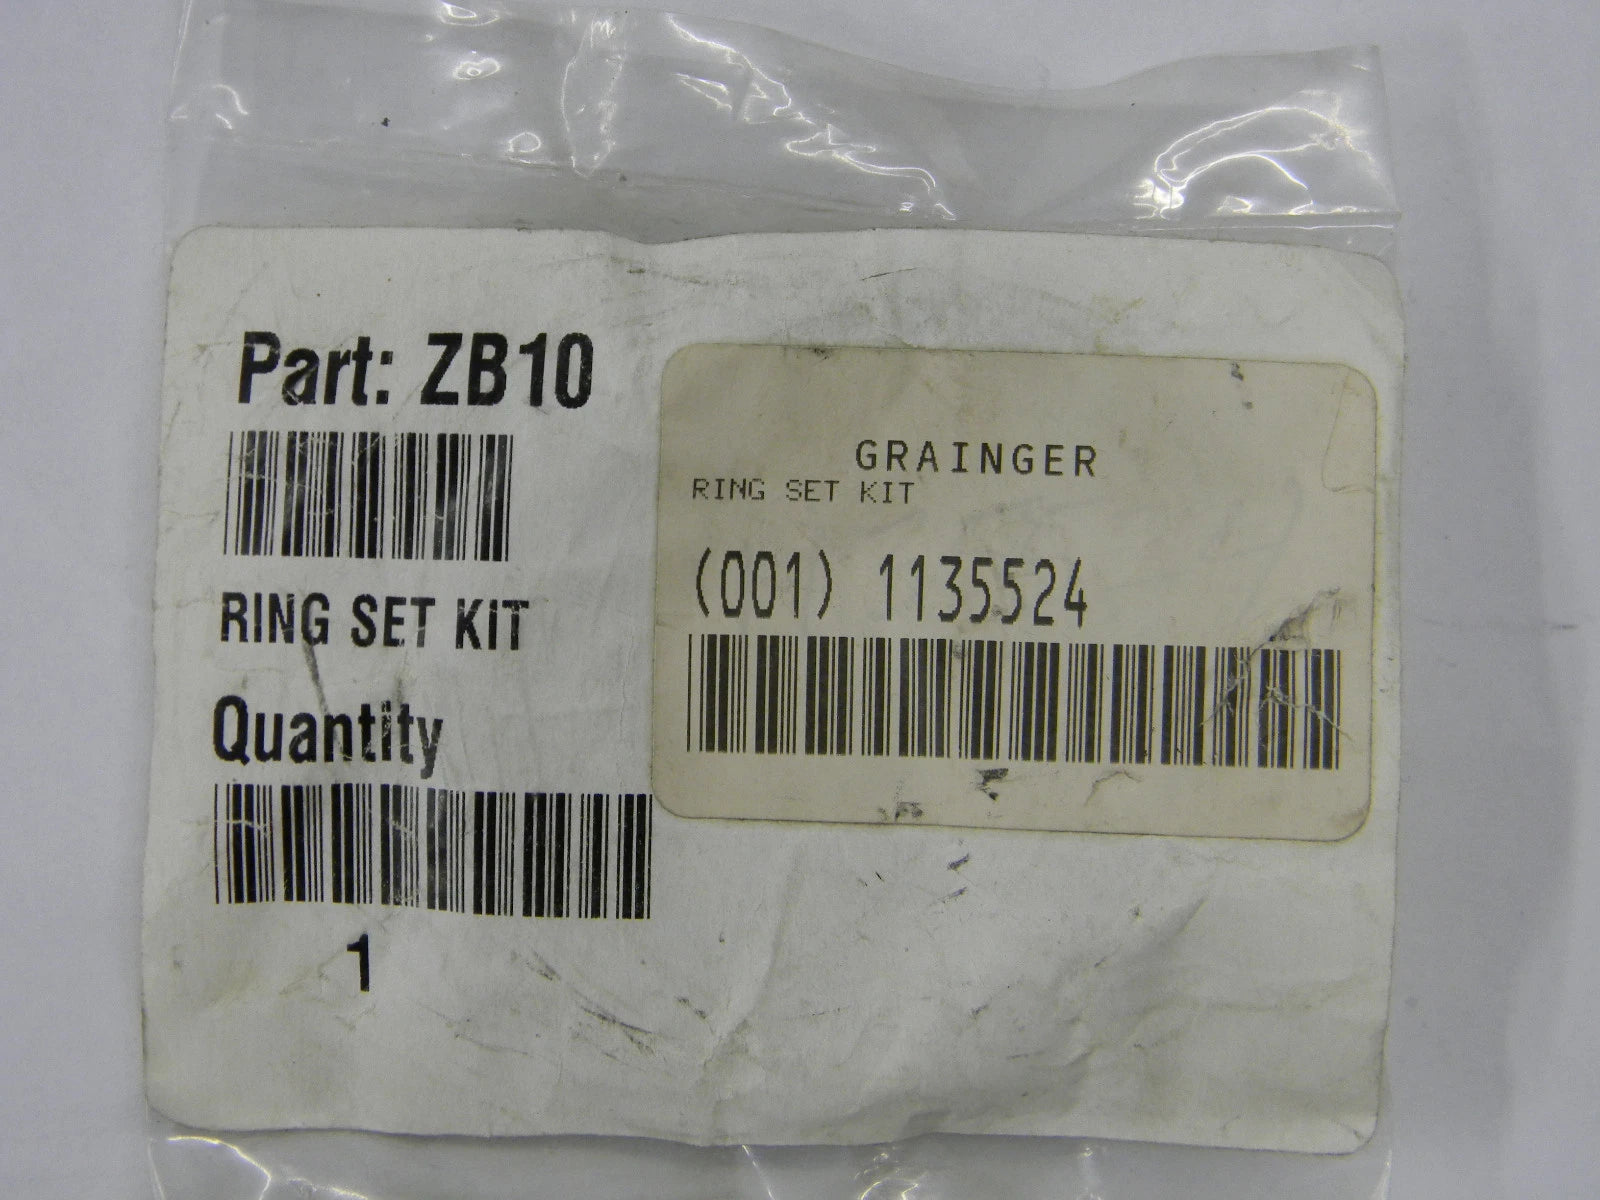 Part: ZB10
RING SET KIT
Quantity
1
GRAINGER
RING SET KIT
(001) 1135524